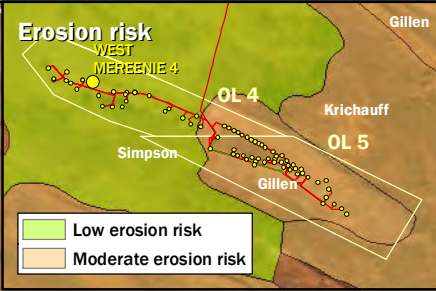 Erosion risk
Gillen
WEST
MEREENIE 4
OL 4
Krichauff
OL 5
Simpson
Gillen
Low erosion risk
Moderate erosion risk